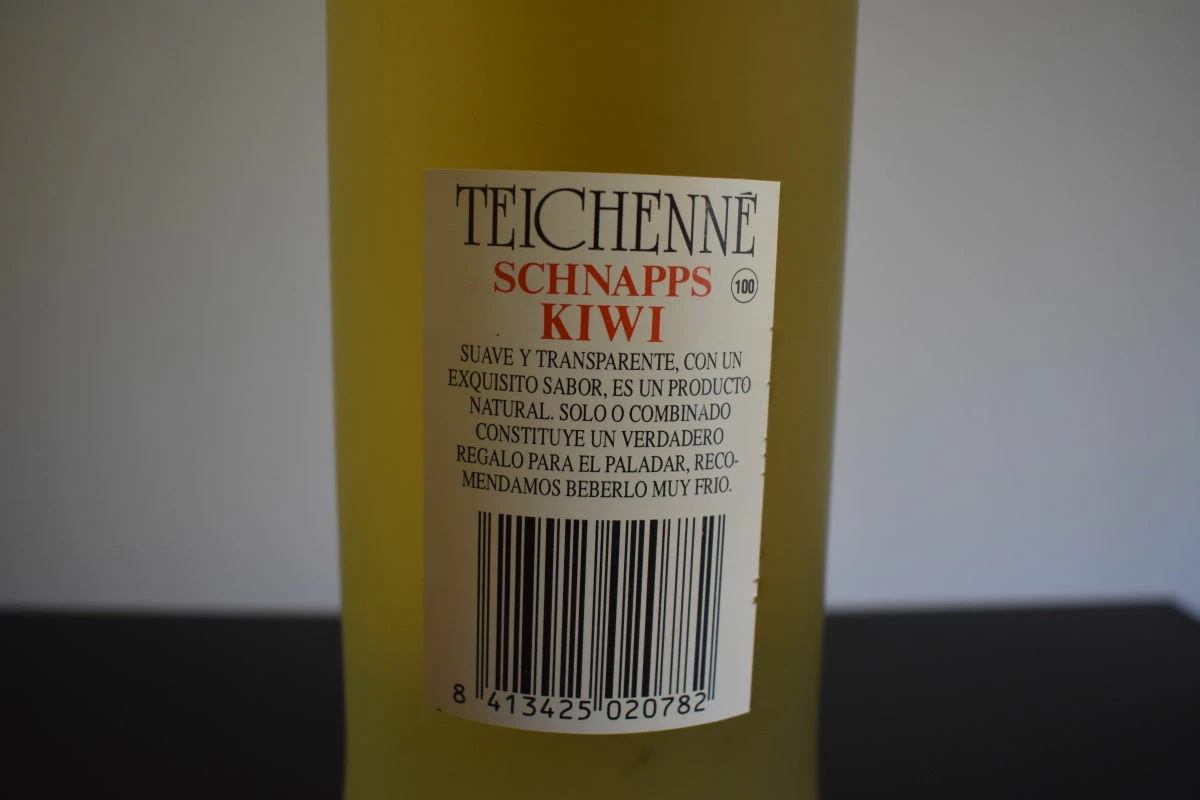 TEICHENNÉ
SCHNAPPS 100
KIWI
SUAVE Y TRANSPARENTE, CON UN
EXQUISITO SABOR, ES UN PRODUCTO
NATURAL. SOLO O COMBINADO
CONSTITUYE UN VERDADERO
REGALO PARA EL PALADAR, RECO-
MENDAMOS BEBERLO MUY FRIO.
8 413425 020782